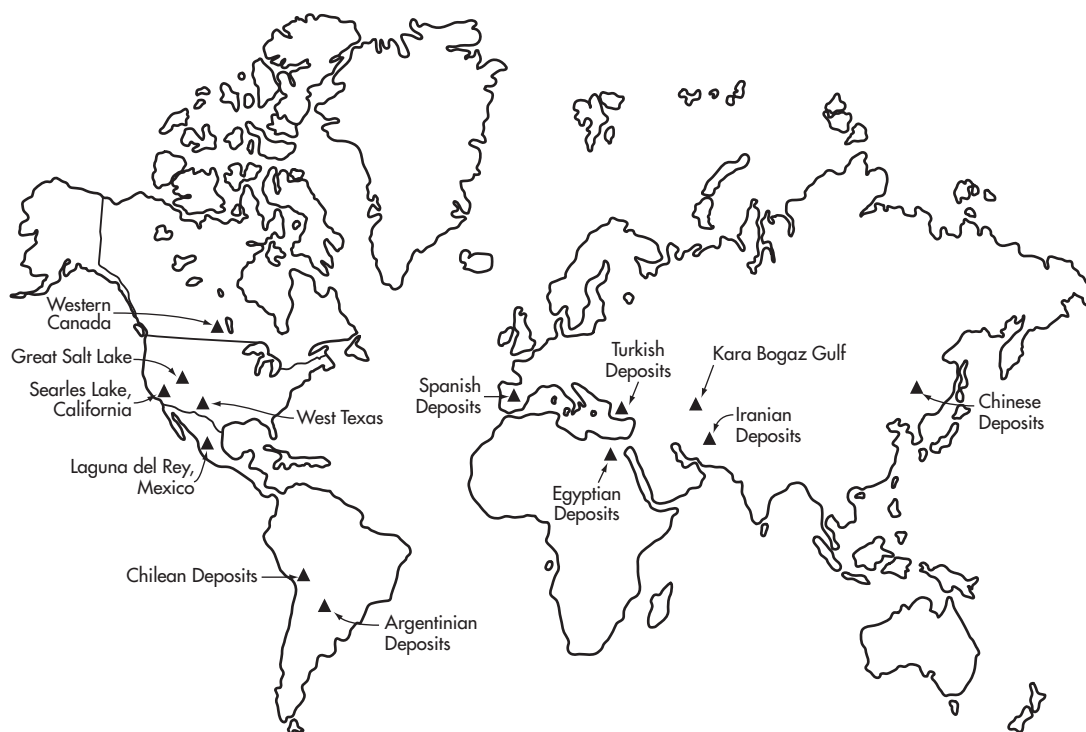 Western
Canada
Great Salt Lake
Searles Lake,
California
West Texas
Laguna del Rey,
Mexico
Chilean Deposits
Argentinian
Deposits
Spanish
Deposits
Turkish
Deposits
Kara Bogaz Gulf
Iranian
Deposits
Egyptian
Deposits
Chinese
Deposits